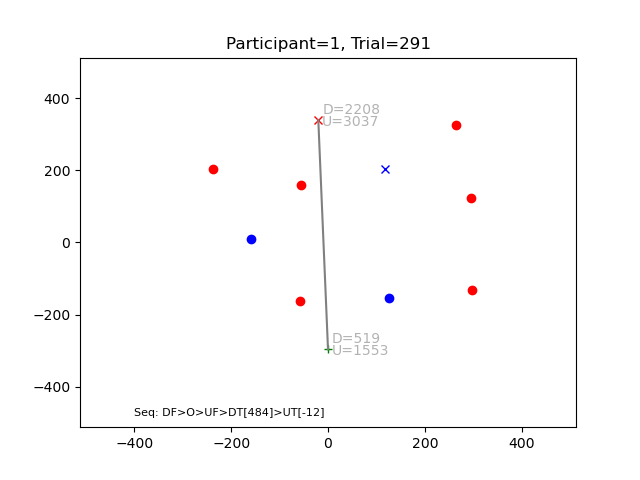 Participant=1, Trial=291
D=2208
U=3037
D=519
U=1553
Seq: DF>O>UF>DT[484]>UT[-12]
400
200
0
−200
−400
−400
−200
0
200
400